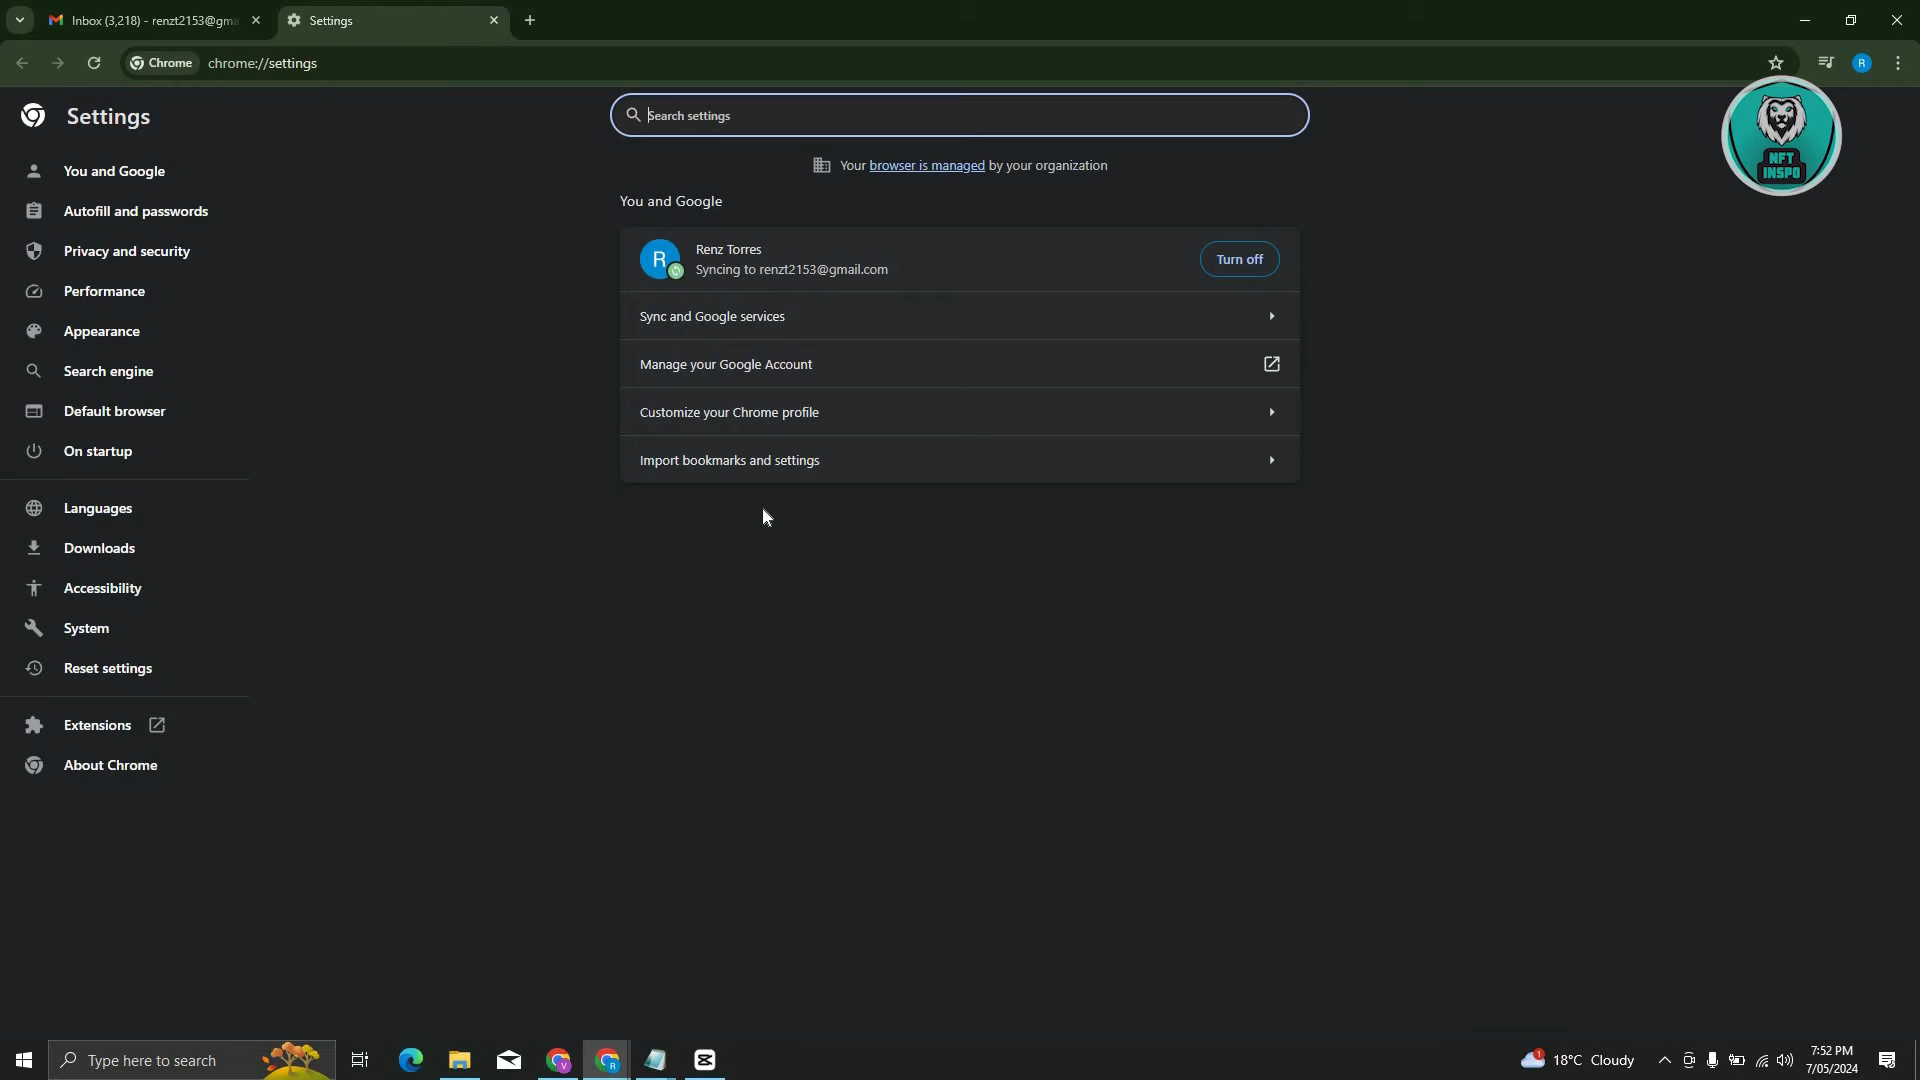 Inbox (3,218) - renzt2153@gma
Settings
Chrome
chrome://settings
R
Settings
Search settings
NFT
INSPO
Your browser is managed by your organization
You and Google
Autofill and passwords
Privacy and security
Performance
Appearance
Search engine
Default browser
On startup
Languages
Downloads
Accessibility
System
Reset settings
Extensions
About Chrome
You and Google
R
Renz Torres
Syncing to renzt2153@gmail.com
Turn off
Sync and Google services
Manage your Google Account
Customize your Chrome profile
Import bookmarks and settings
Type here to search
V
R
1
18°C Cloudy
7:52 PM
7/05/2024